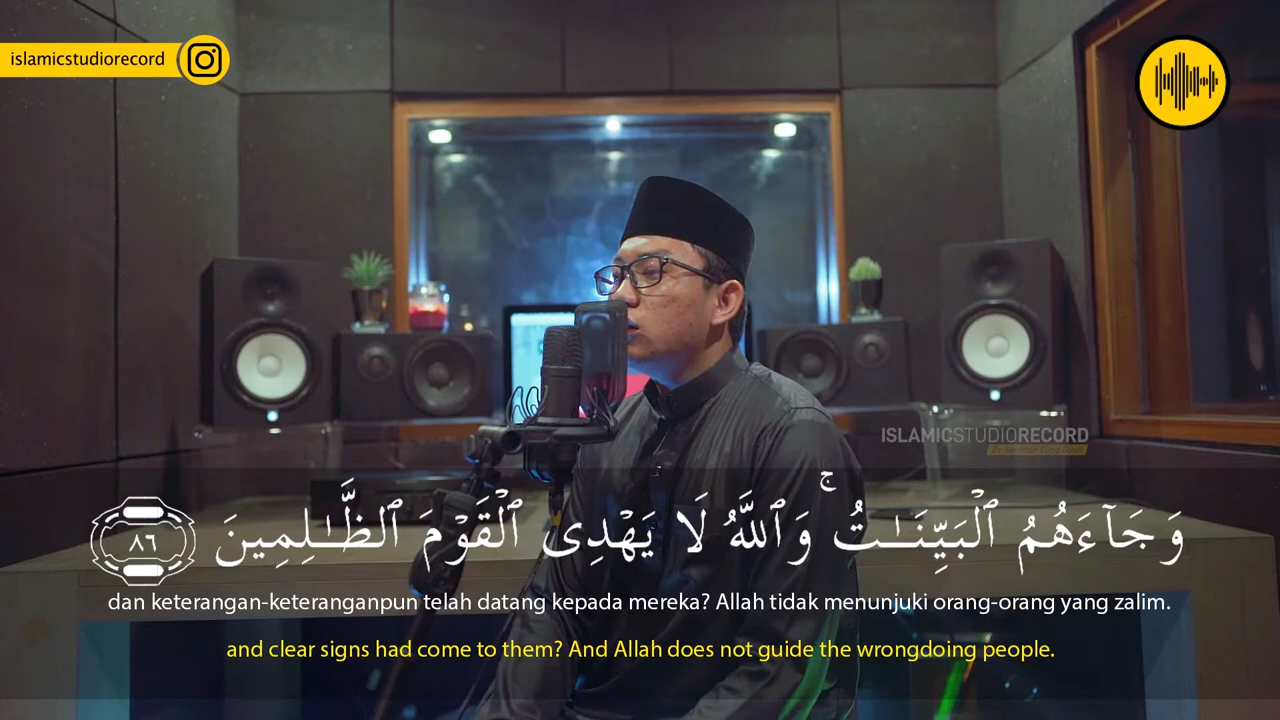 islamicstudiorecord
ISLAMICSTUDIORECORD
وَجَآءَهُمُ ٱلْبَيِّنَـٰتُ ۚ وَٱللَّهُ لَا يَهْدِى ٱلْقَوْمَ ٱلظَّـٰلِمِينَ ٨٦
dan keterangan-keteranganpun telah datang kepada mereka? Allah tidak menunjuki orang-orang yang zalim.
and clear signs had come to them? And Allah does not guide the wrongdoing people.